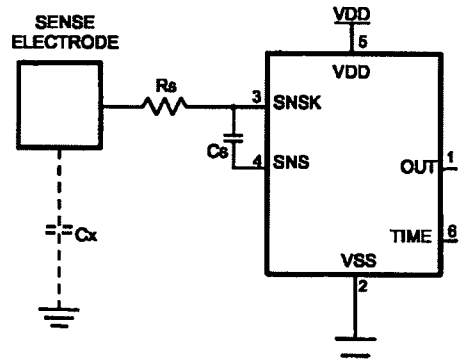 SENSE
ELECTRODE
VDD
5
VDD
Rs
3
SNSK
Cs
4
SNS
OUT
1
TIME
6
Cx
VSS
2